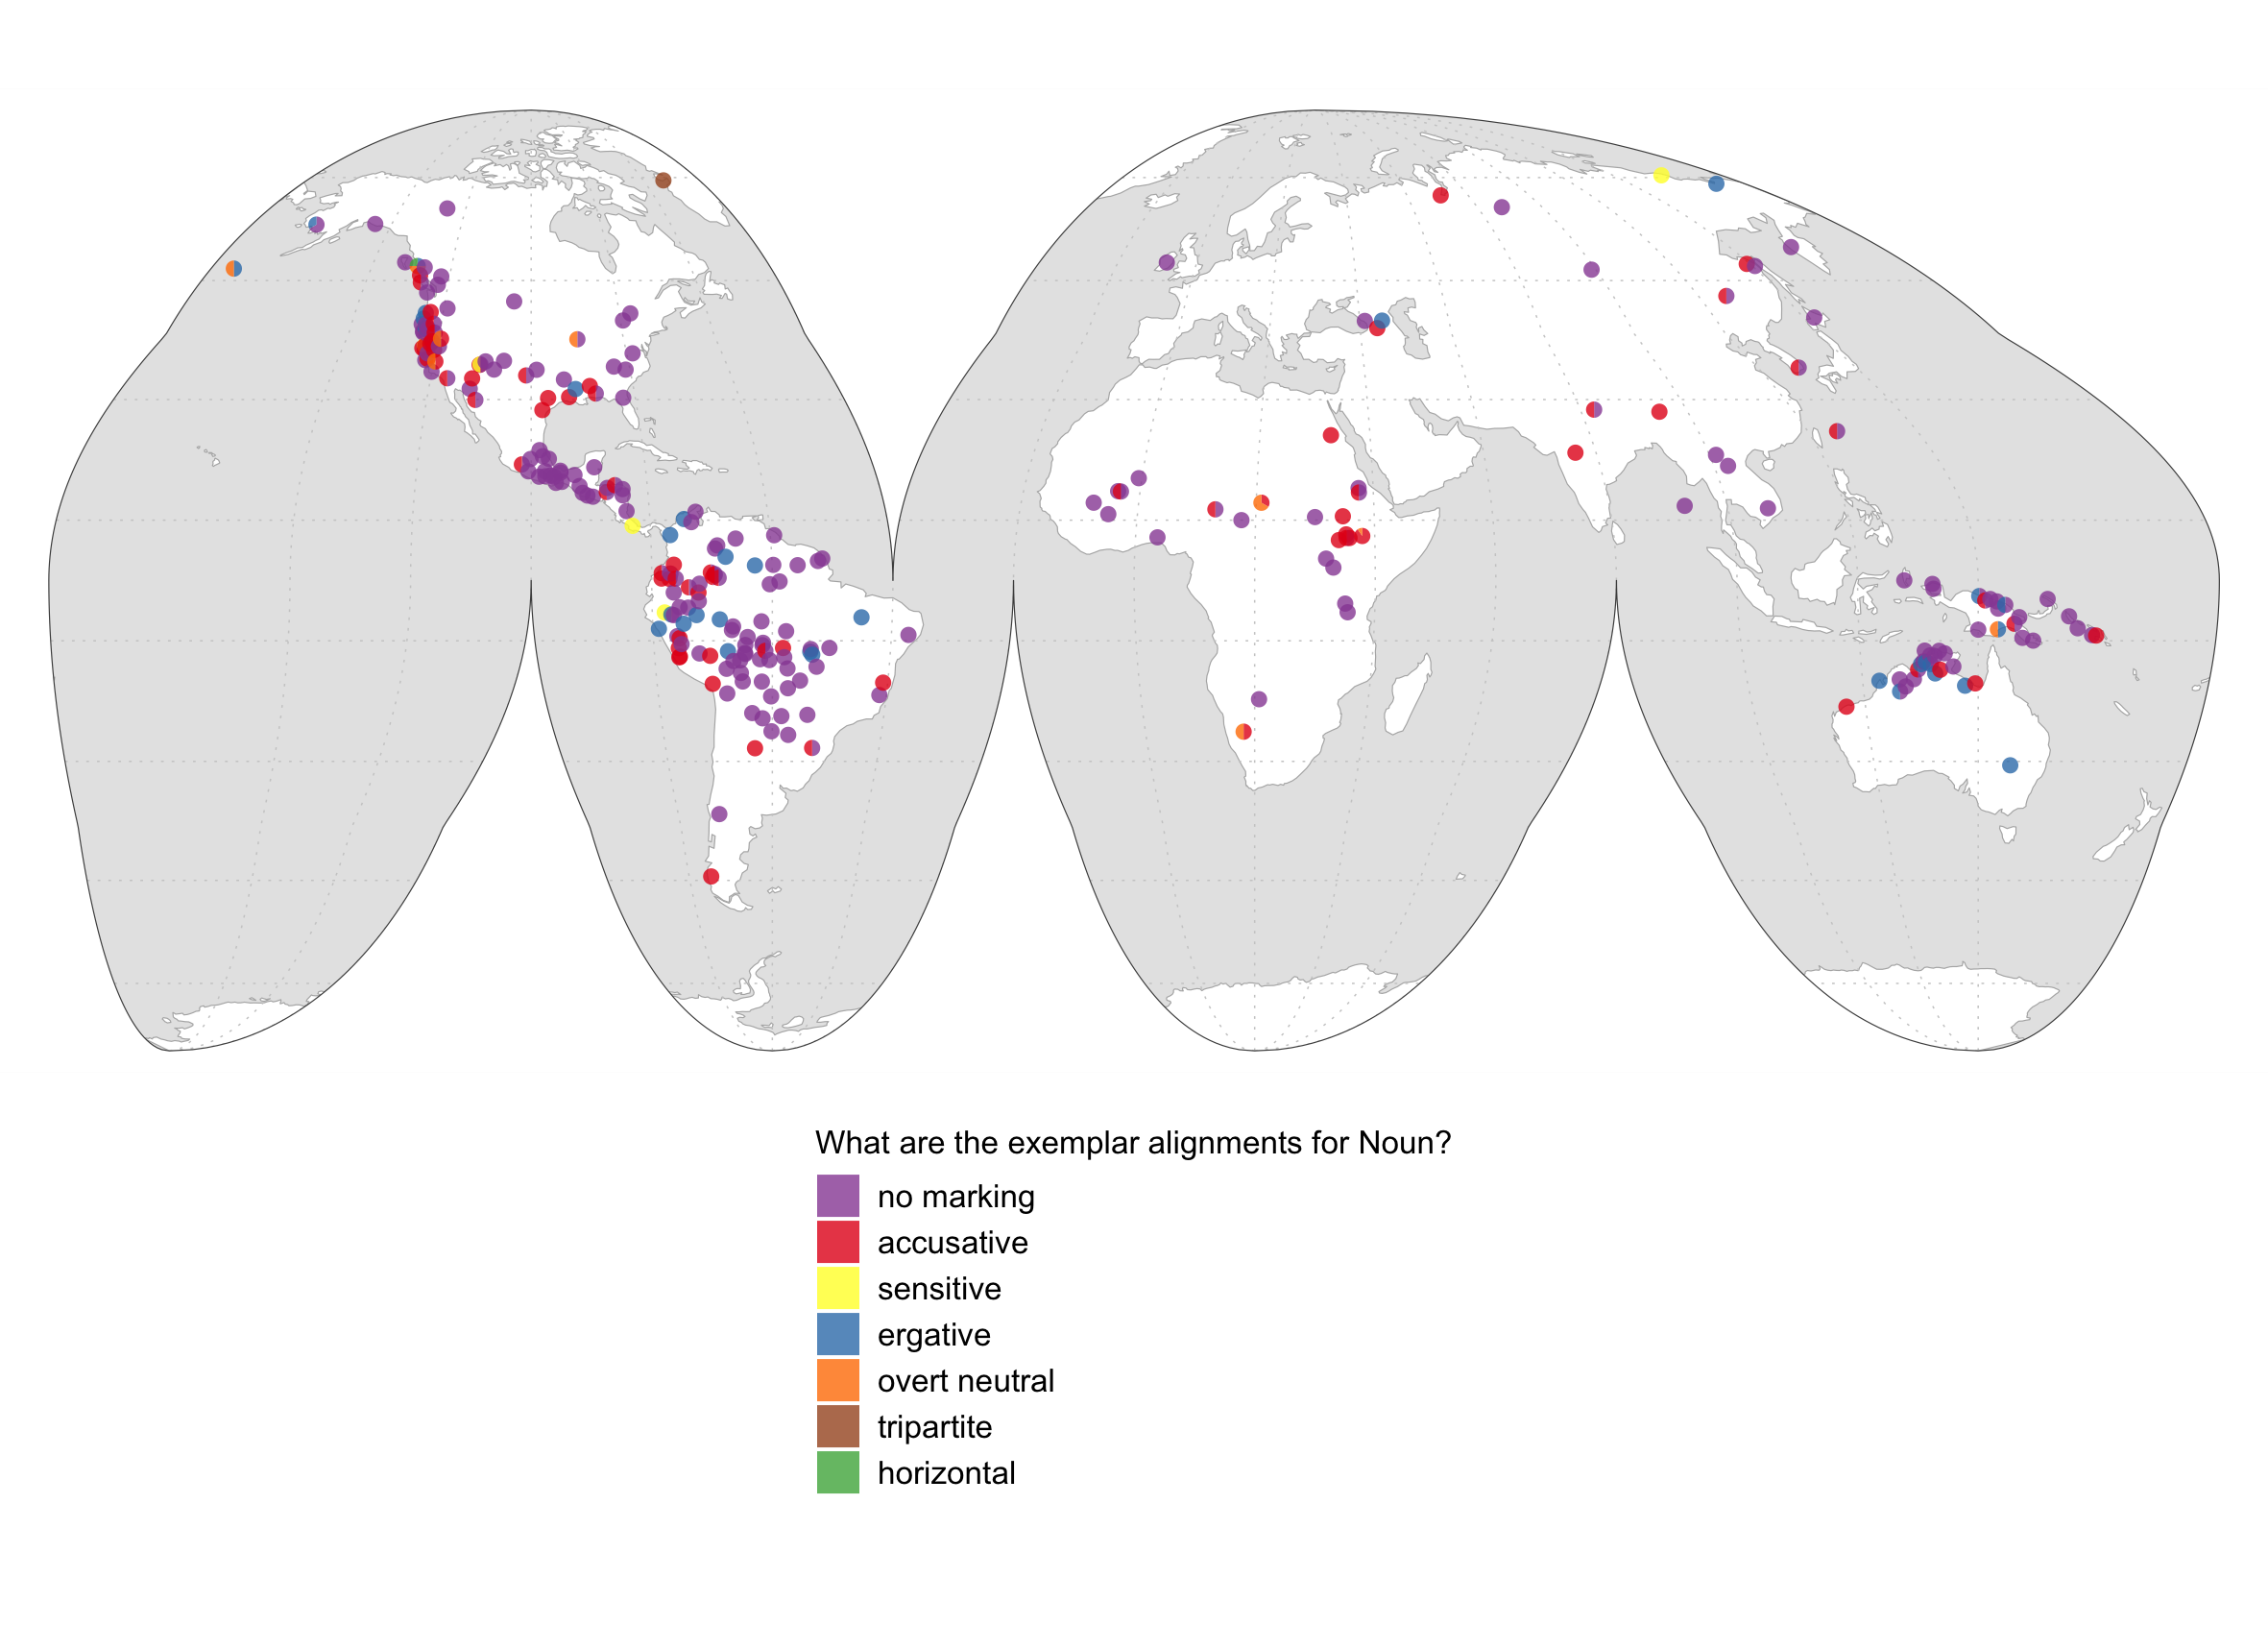 What are the exemplar alignments for Noun?
no marking
accusative
sensitive
ergative
overt neutral
tripartite
horizontal